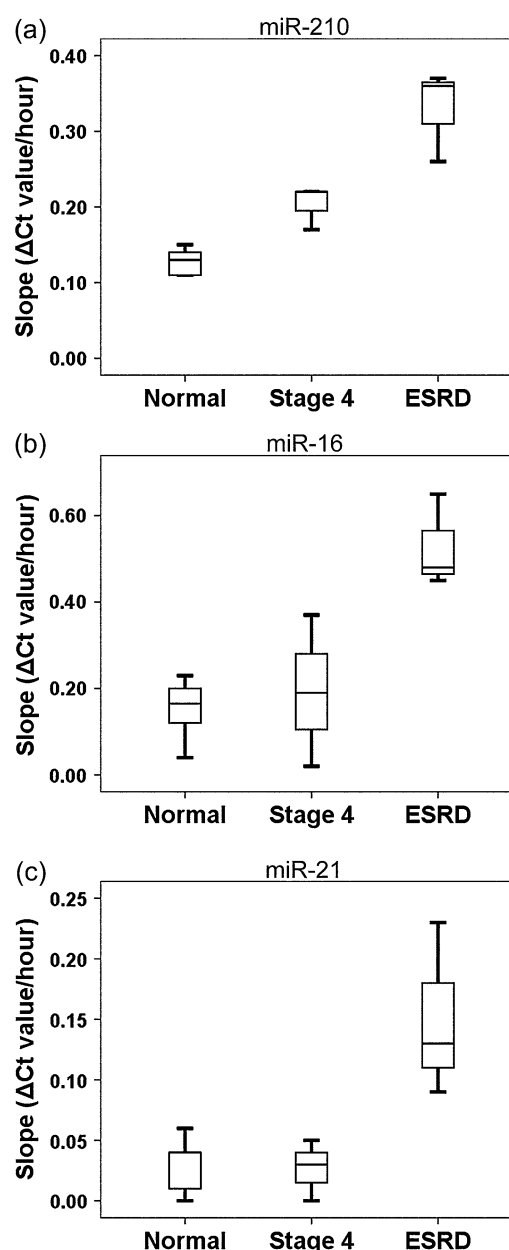 (a)
miR-210
Slope (ΔCt value/hour)
0.40
0.30
0.20
0.10
0.00
Normal Stage 4 ESRD
(b)
miR-16
Slope (ΔCt value/hour)
0.60
0.40
0.20
0.00
Normal Stage 4 ESRD
(c)
miR-21
Slope (ΔCt value/hour)
0.25
0.20
0.15
0.10
0.05
0.00
Normal Stage 4 ESRD